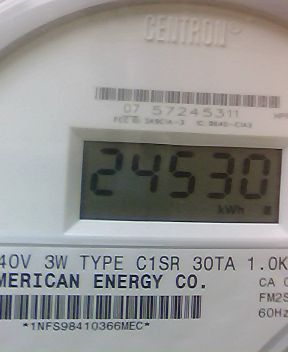 CENTRON®
07 57245311
24530
kWh
40V 3W TYPE C1SR 30TA 1.0K
MERICAN ENERGY CO.
CA
FM2S
60Hz
*1NFS98410366MEC*